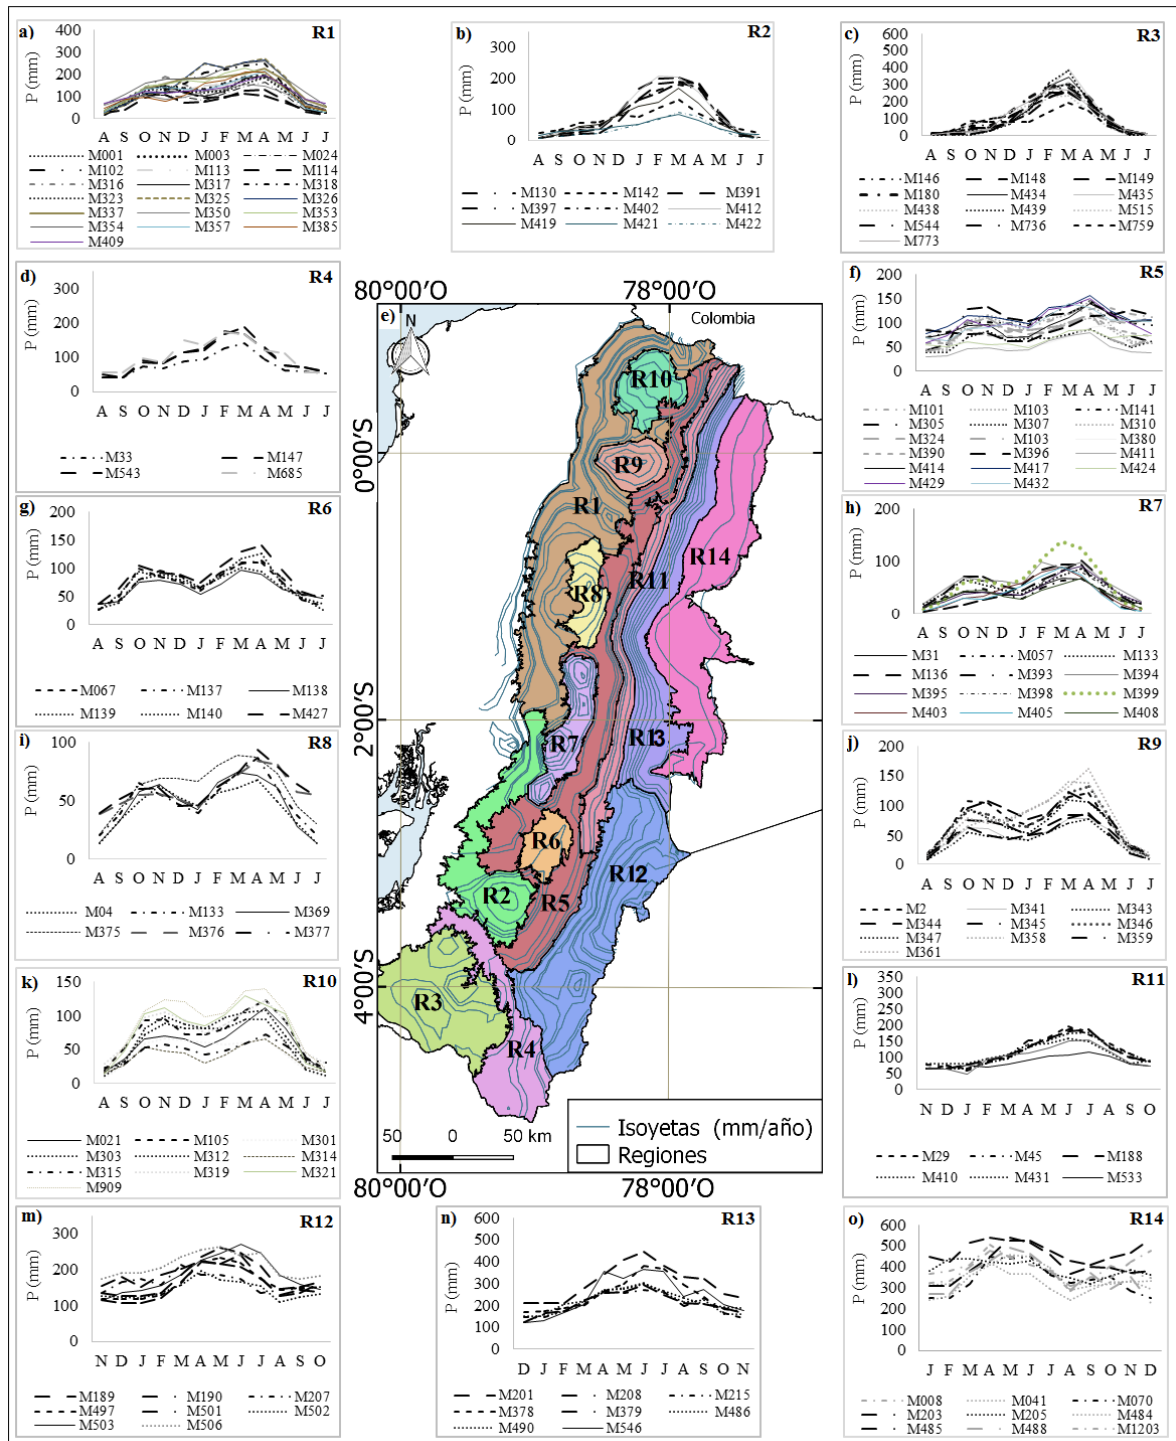 a) R1
P (mm)
400
300
200
100
0
A S O N D J F M A M J J
M001 M003 M024
M102 M113 M114
M316 M317 M318
M323 M325 M326
M337 M350 M353
M354 M357 M385
M409
b) R2
P (mm)
300
200
100
0
A S O N D J F M A M J J
M130 M142 M391
M397 M402 M412
M419 M421 M422
c) R3
P (mm)
600
500
400
300
200
100
0
A S O N D J F M A M J J
M146 M148 M149
M180 M434 M435
M438 M439 M515
M544 M736 M759
M773
d) R4
P (mm)
300
200
100
0
A S O N D J F M A M J J
M33 M147
M543 M685
e)
80°00'O 78°00'O
N
Colombia
0°00'S
2°00'S
4°00'S
R10
R9
R1
R14
R8
R11
R7
R13
R6
R12
R2
R5
R3
R4
50 0 50 km
Isoyetas (mm/año)
Regiones
80°00'O 78°00'O
f) R5
P (mm)
200
150
100
50
0
A S O N D J F M A M J J
M101 M103 M141
M305 M307 M310
M324 M103 M380
M390 M396 M411
M414 M417 M424
M429 M432
g) R6
P (mm)
200
150
100
50
0
A S O N D J F M A M J J
M067 M137 M138
M139 M140 M427
h) R7
P (mm)
200
100
0
A S O N D J F M A M J J
M31 M057 M133
M136 M393 M394
M395 M398 M399
M403 M405 M408
i) R8
P (mm)
100
50
0
A S O N D J F M A M J J
M04 M133 M369
M375 M376 M377
j) R9
P (mm)
200
150
100
50
0
A S O N D J F M A M J J
M2 M341 M343
M344 M345 M346
M347 M358 M359
M361
k) R10
P (mm)
150
100
50
0
A S O N D J F M A M J J
M021 M105 M301
M303 M312 M314
M315 M319 M321
M909
l) R11
P (mm)
350
300
250
200
150
100
50
0
N D J F M A M J J A S O
M29 M45 M188
M410 M431 M533
m) R12
P (mm)
300
200
100
0
N D J F M A M J J A S O
M189 M190 M207
M497 M501 M502
M503 M506
n) R13
P (mm)
600
500
400
300
200
100
0
D J F M A M J J A S O N
M201 M208 M215
M378 M379 M486
M490 M546
o) R14
P (mm)
600
500
400
300
200
100
0
J F M A M J J A S O N D
M008 M041 M070
M203 M205 M484
M485 M488 M1203